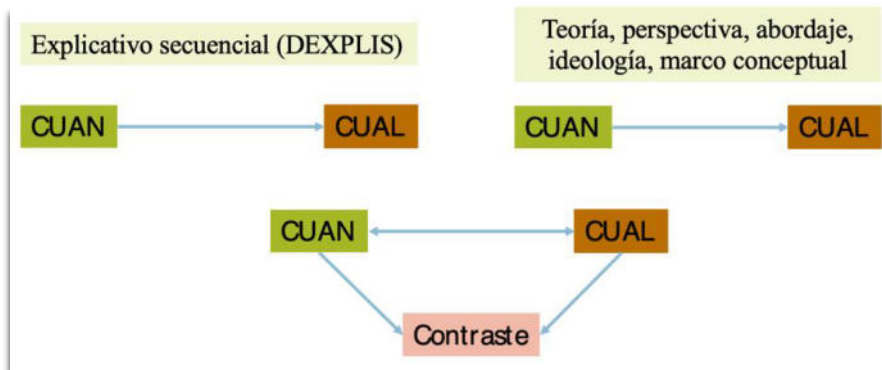 Explicativo secuencial (DEXPLIS)
Teoría, perspectiva, abordaje,
ideología, marco conceptual
CUAN
CUAL
CUAN
CUAL
CUAN
CUAL
Contraste